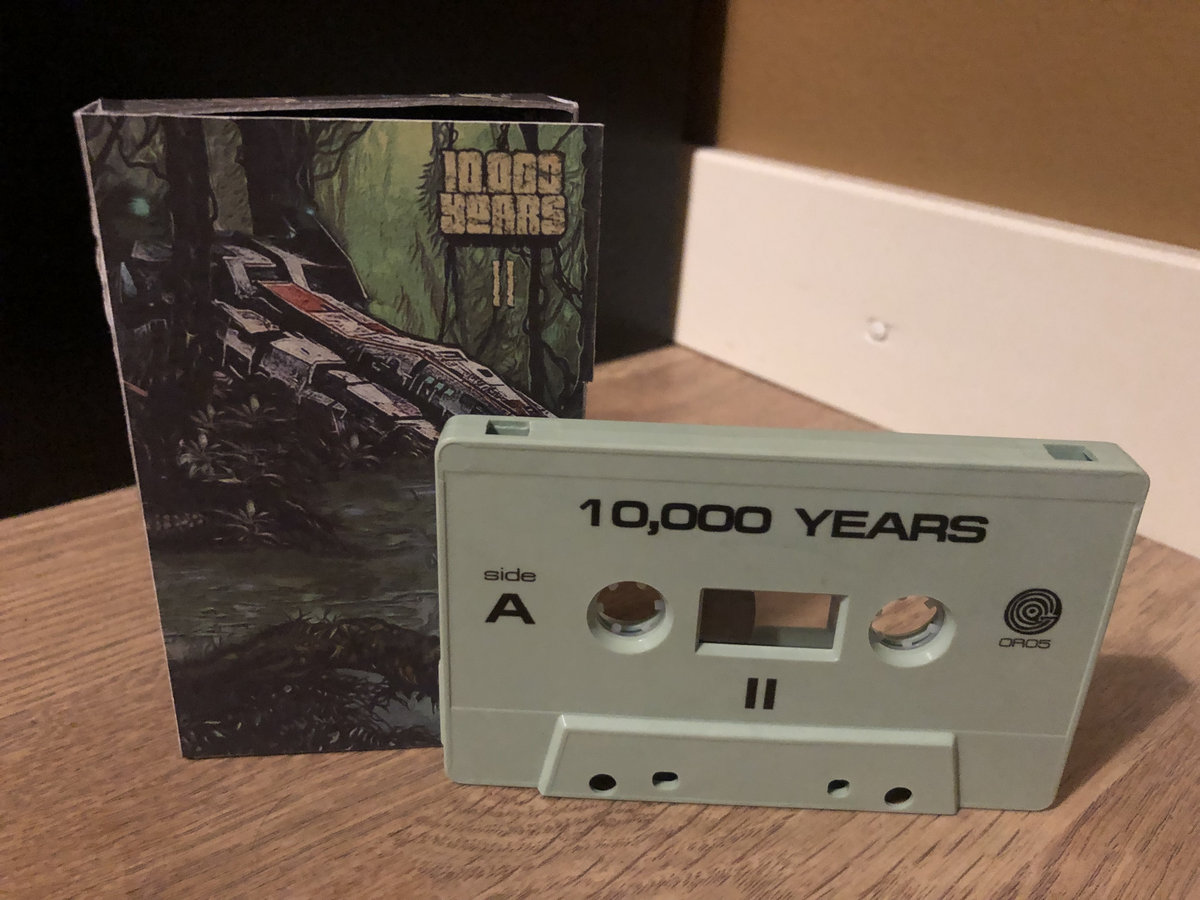 10.000
YEARS
II
10,000 YEARS
side
A
OR05
II